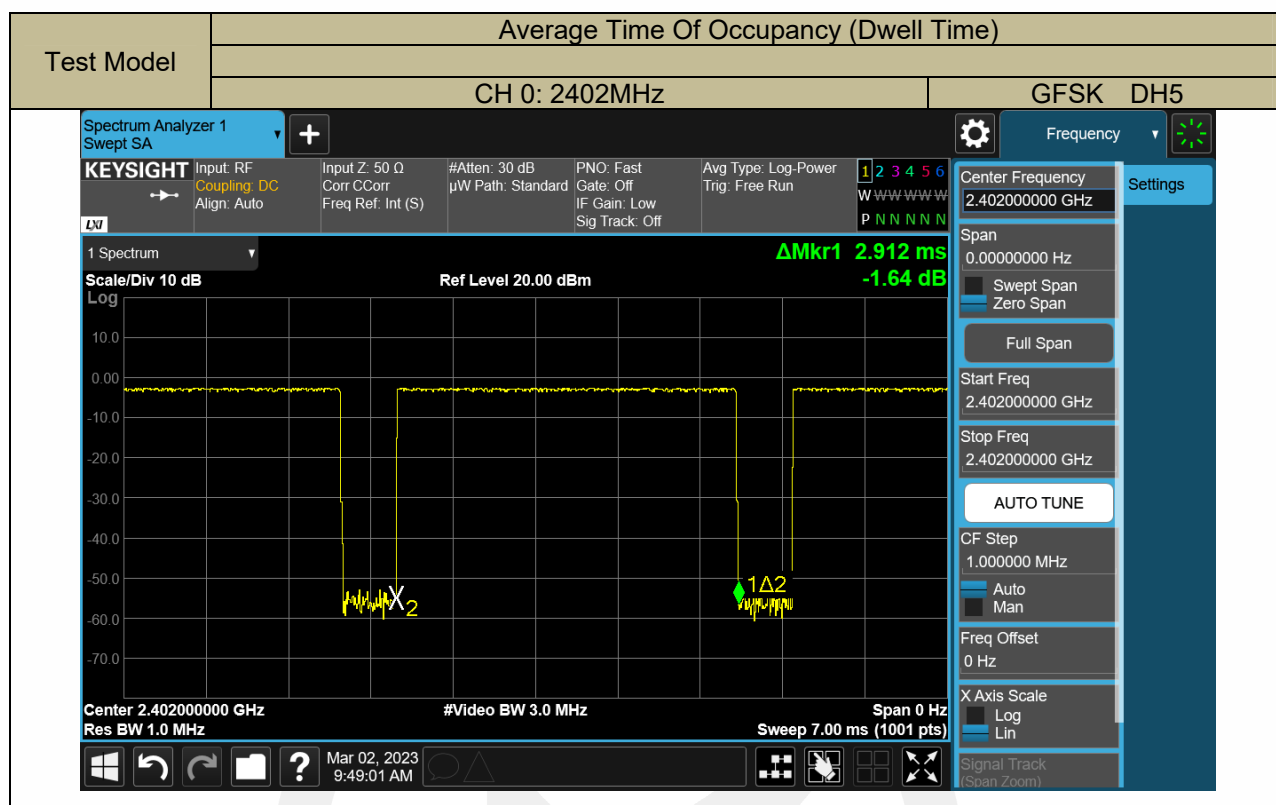 Test Model
Average Time Of Occupancy (Dwell Time)
CH 0: 2402MHz
GFSK DH5
Spectrum Analyzer 1
Swept SA
+
Frequency
KEYSIGHT
LXI
Input: RF
Coupling: DC
Align: Auto
Input Z: 50 Ω
Corr CCorr
Freq Ref: Int (S)
#Atten: 30 dB
µW Path: Standard
PNO: Fast
Gate: Off
IF Gain: Low
Sig Track: Off
Avg Type: Log-Power
Trig: Free Run
1 2 3 4 5 6
W W W W W W
P N N N N N
1 Spectrum
ΔMkr1 2.912 ms
-1.64 dB
Scale/Div 10 dB
Ref Level 20.00 dBm
Log
10.0
0.00
-10.0
-20.0
-30.0
-40.0
-50.0
-60.0
-70.0
X2
1Δ2
Center 2.402000000 GHz
#Video BW 3.0 MHz
Span 0 Hz
Res BW 1.0 MHz
Sweep 7.00 ms (1001 pts)
Center Frequency
2.402000000 GHz
Settings
Span
0.00000000 Hz
Swept Span
Zero Span
Full Span
Start Freq
2.402000000 GHz
Stop Freq
2.402000000 GHz
AUTO TUNE
CF Step
1.000000 MHz
Auto
Man
Freq Offset
0 Hz
X Axis Scale
Log
Lin
Signal Track
(Span Zoom)
?
Mar 02, 2023
9:49:01 AM